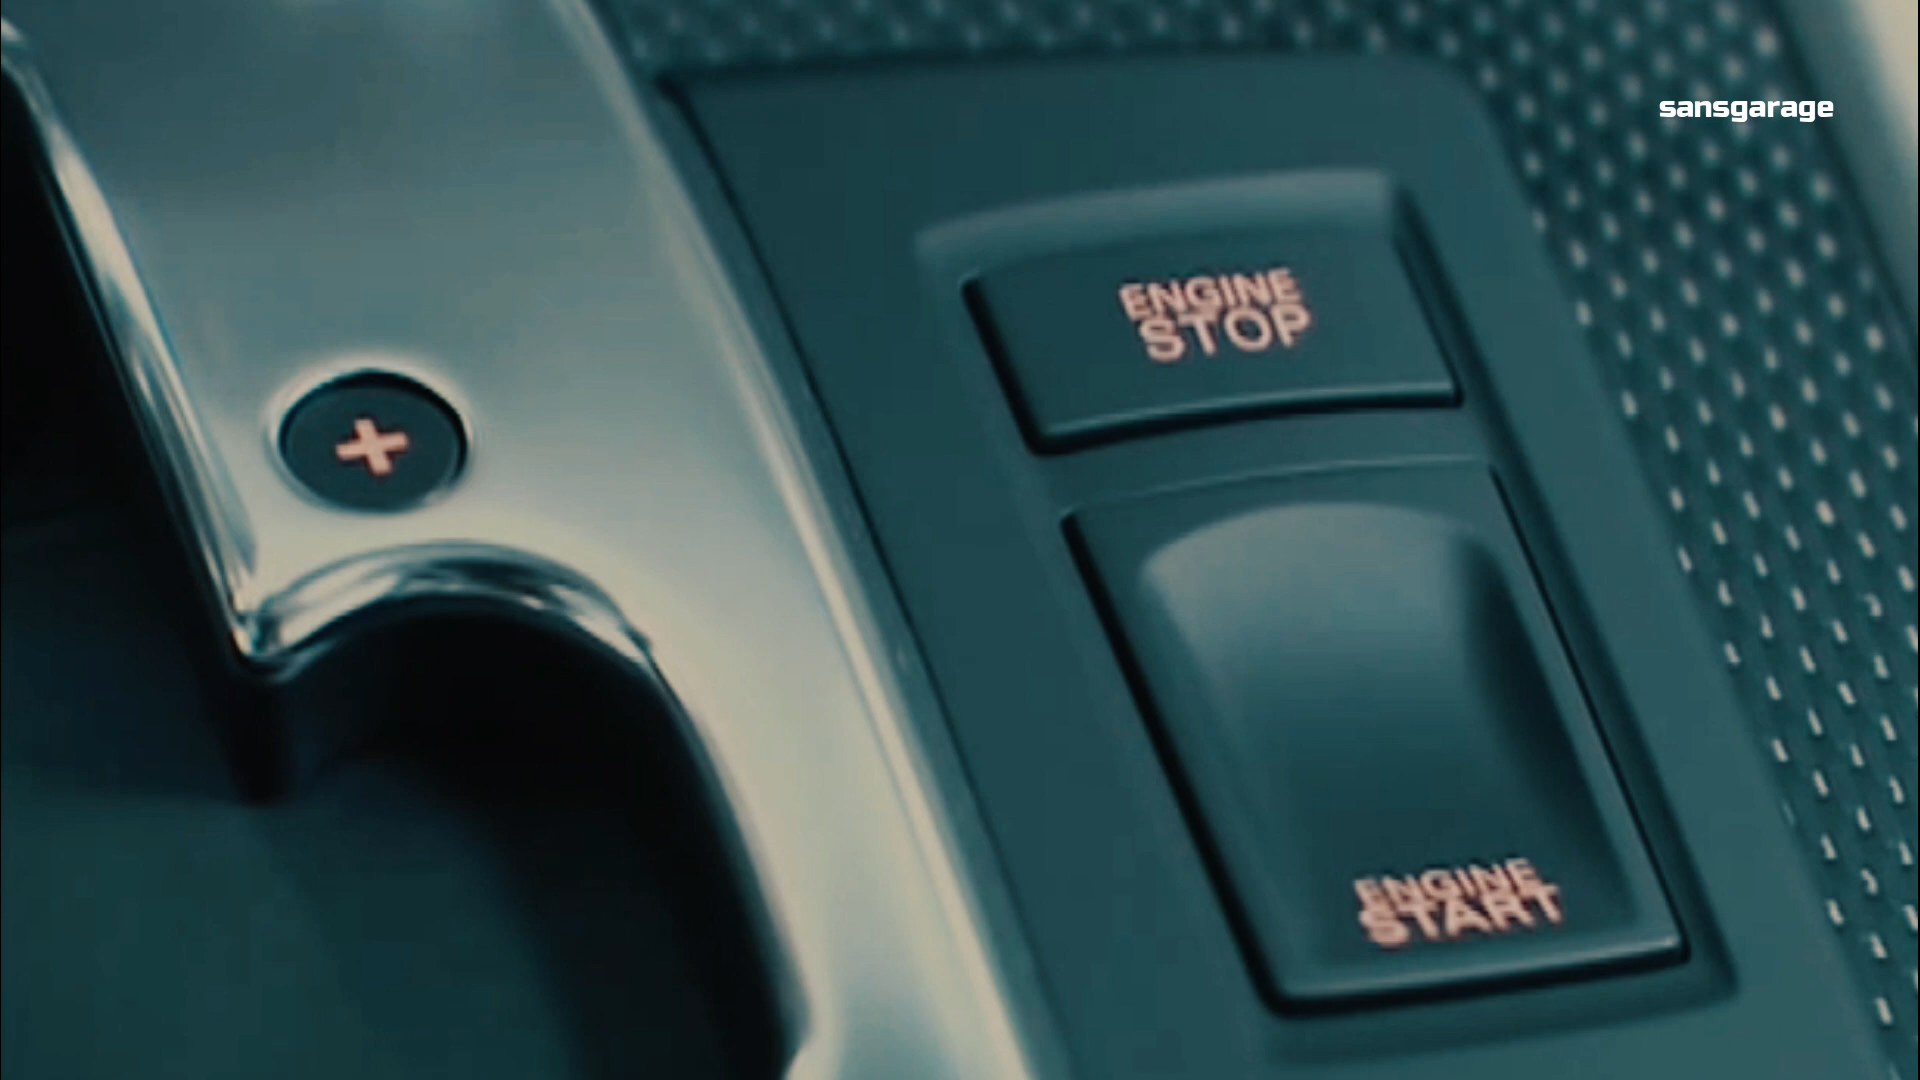 sansgarage
ENGINE
STOP
+
ENGINE
START